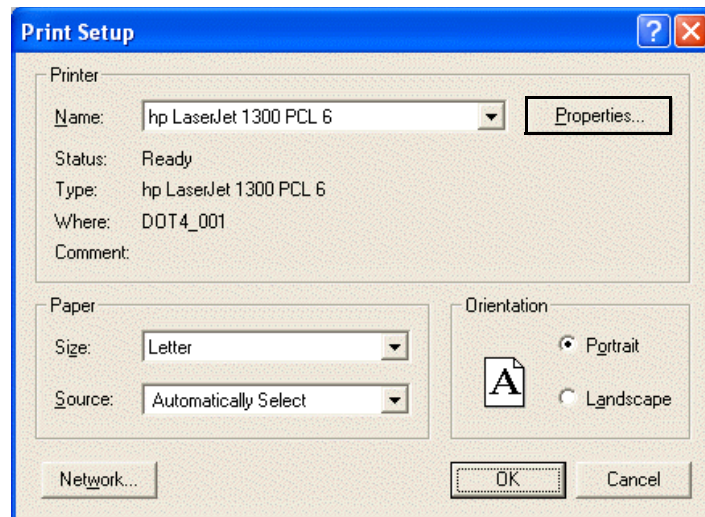 Print Setup
Printer
Name: hp LaserJet 1300 PCL 6 Properties...
Status: Ready
Type: hp LaserJet 1300 PCL 6
Where: DOT4_001
Comment:
Paper
Size: Letter
Source: Automatically Select
Orientation
A
Portrait
Landscape
Network... OK Cancel